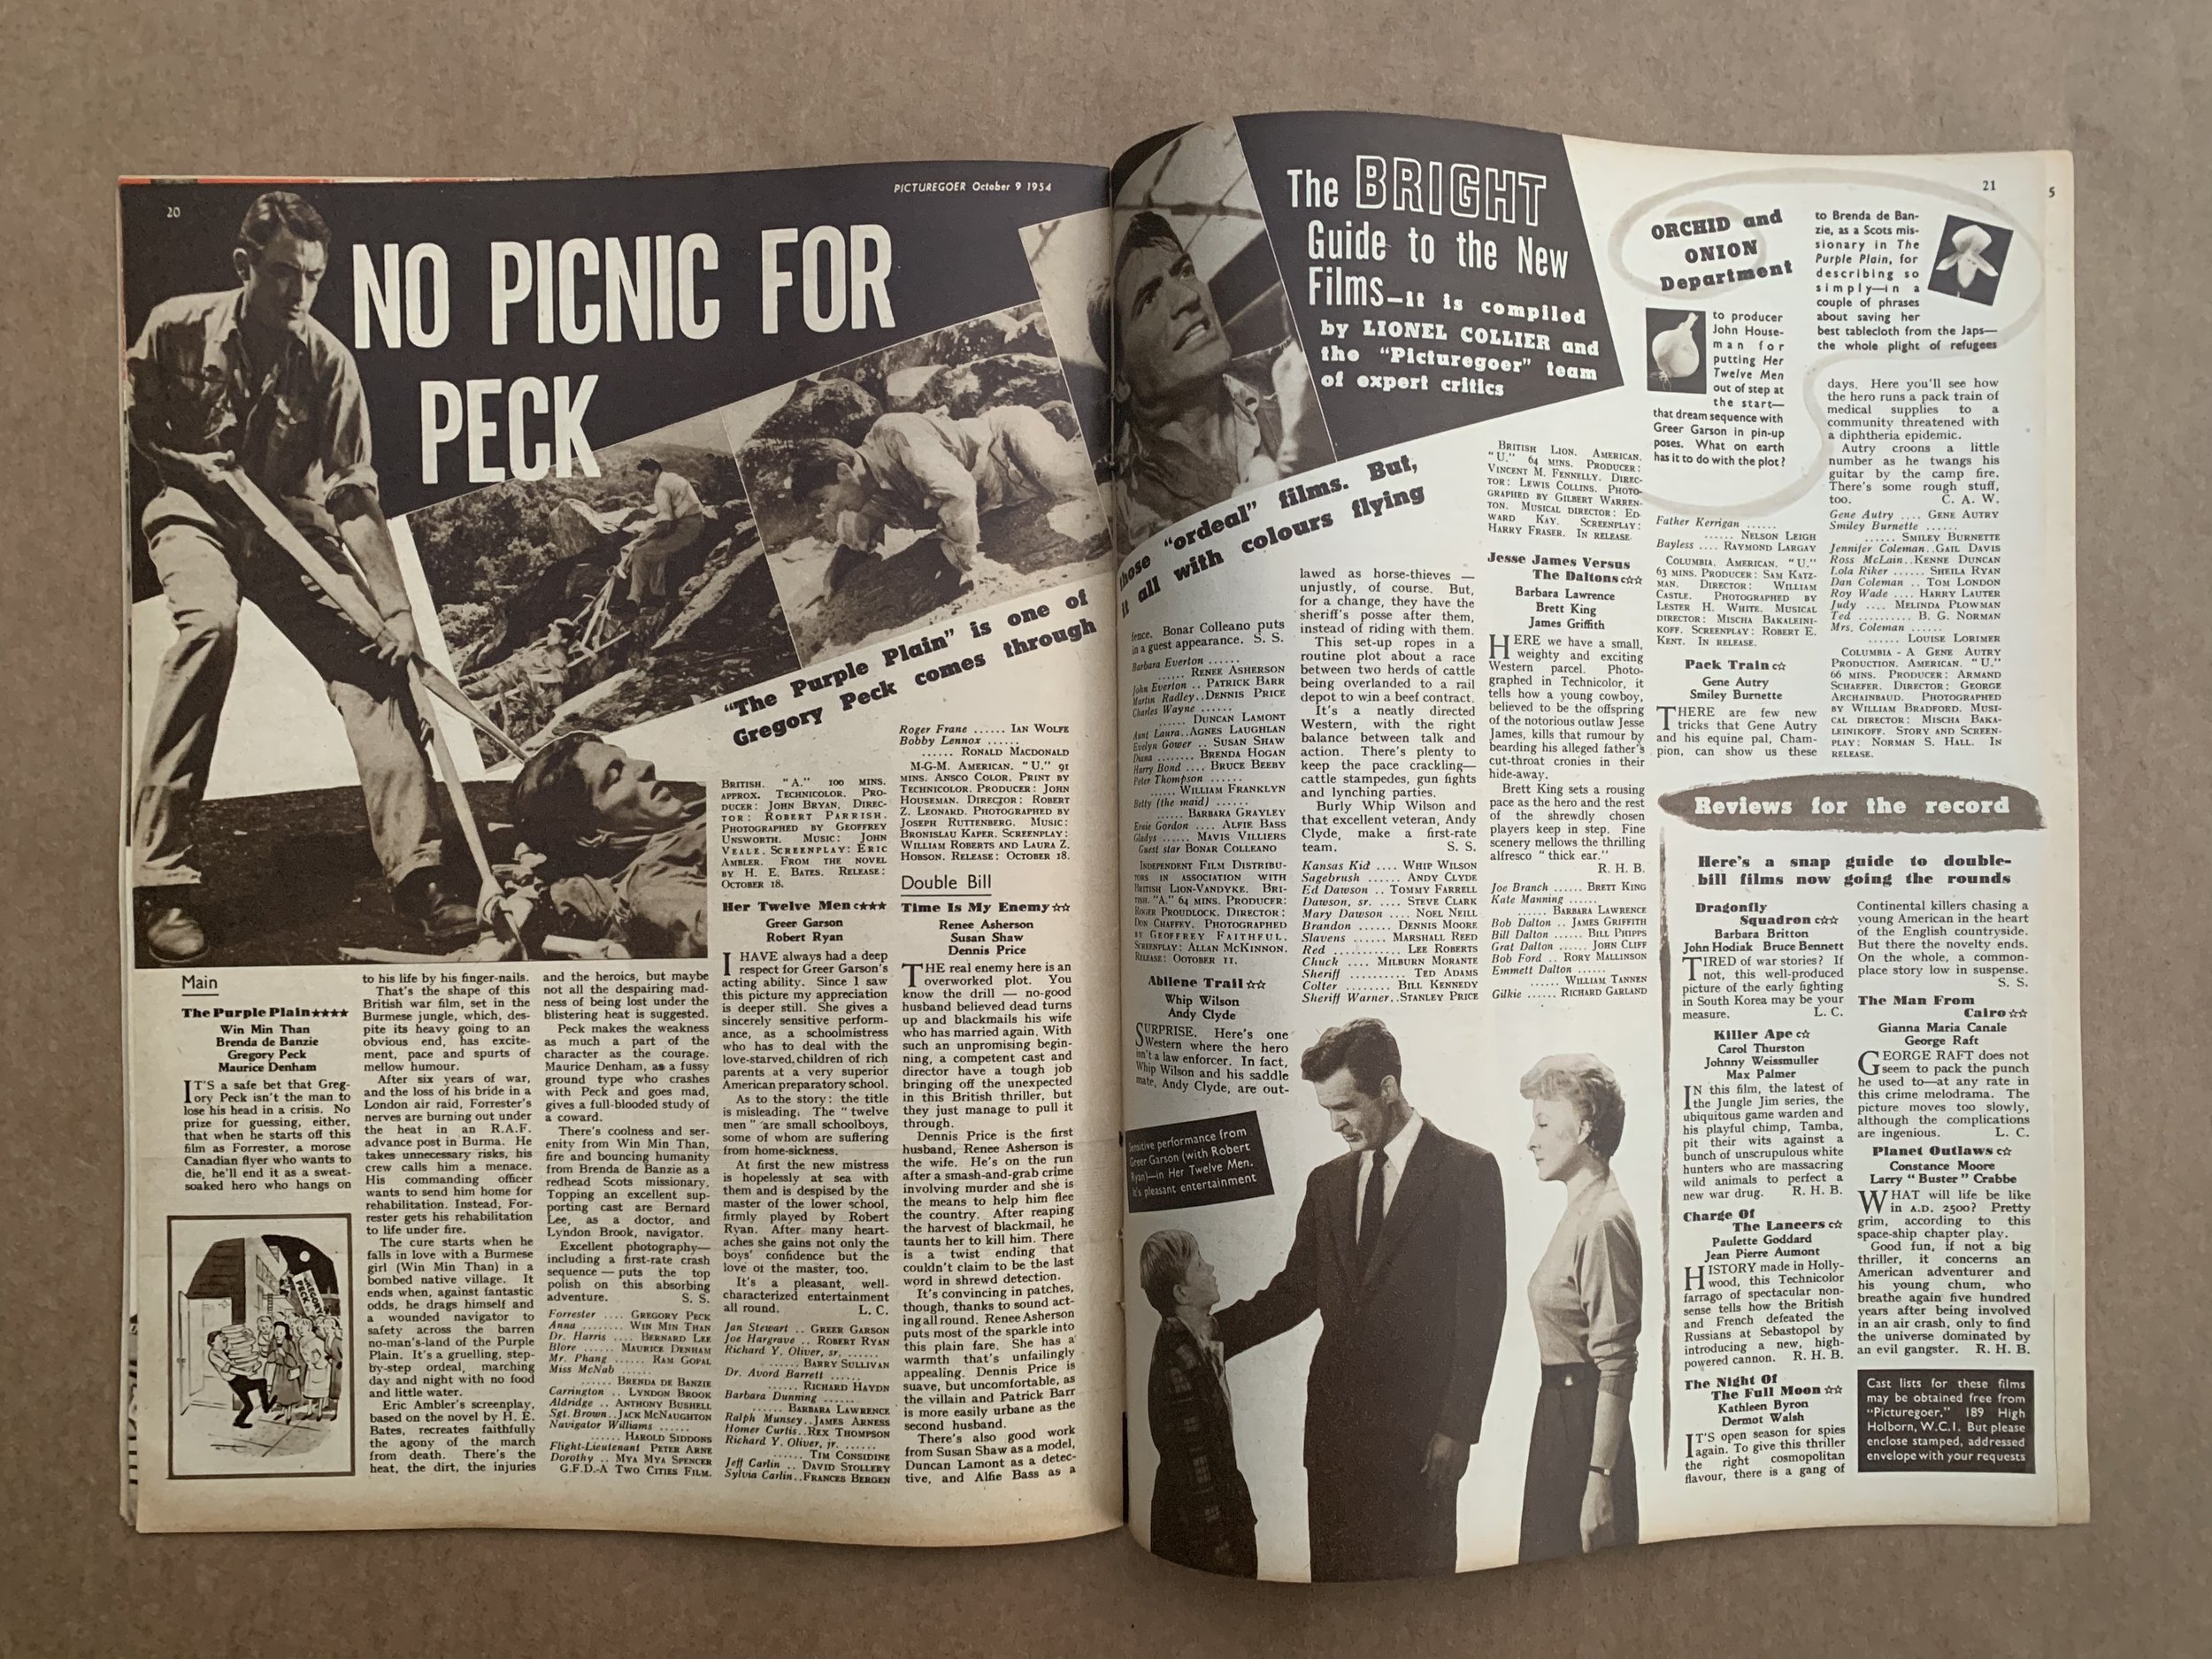 20
PICTUREGOER October 9 1954
NO PICNIC FOR
PECK
"The Purple Plain" is one of
Gregory Peck comes through
Main
The Purple Plain★★★★
Win Min Than
Brenda de Banzie
Gregory Peck
Maurice Denham
IT'S a safe bet that Greg-
ory Peck isn't the man to
lose his head in a crisis. No
prize for guessing, either,
that when he starts off this
film as Forrester, a morose
Canadian flyer who wants to
die, he'll end it as a sweat-
soaked hero who hangs on
GREGORY
PECK
to his life by his finger-nails.
That's the shape of this
British war film, set in the
Burmese jungle, which, des-
pite its heavy going to an
obvious end, has excite-
ment, pace and spurts of
mellow humour.
After six years of war,
and the loss of his bride in a
London air raid, Forrester's
nerves are burning out under
the heat in an R.A.F.
advance post in Burma. He
takes unnecessary risks, his
crew calls him a menace.
His commanding officer
wants to send him home for
rehabilitation. Instead, For-
rester gets his rehabilitation
to life under fire.
The cure starts when he
falls in love with a Burmese
girl (Win Min Than) in a
bombed native village. It
ends when, against fantastic
odds, he drags himself and
a wounded navigator to
safety across the barren
no-man's-land of the Purple
Plain. It's a gruelling, step-
by-step ordeal, marching
day and night with no food
and little water.
Eric Ambler's screenplay,
based on the novel by H. E.
Bates, recreates faithfully
the agony of the march
from death. There's the
heat, the dirt, the injuries
and the heroics, but maybe
not all the despairing mad-
ness of being lost under the
blistering heat is suggested.
Peck makes the weakness
as much a part of the
character as the courage.
Maurice Denham, as a fussy
ground type who crashes
with Peck and goes mad,
gives a full-blooded study of
a coward.
There's coolness and ser-
enity from Win Min Than,
fire and bouncing humanity
from Brenda de Banzie as a
redhead Scots missionary.
Topping an excellent sup-
porting cast are Bernard
Lee, as a doctor, and
Lyndon Brook, navigator.
Excellent photography—
including a first-rate crash
sequence — puts the top
polish on this absorbing
adventure. S. S.
Forrester .... GREGORY PECK
Anna ........ WIN MIN THAN
Dr. Harris .... BERNARD LEE
Blore ...... MAURICE DENHAM
Mr. Phang ...... RAM GOPAL
Miss McNab ......
...... BRENDA DE BANZIE
Carrington .. LYNDON BROOK
Aldridge .. ANTHONY BUSHELL
Sgt. Brown..JACK MCNAUGHTON
Navigator Williams ......
...... HAROLD SIDDONS
Flight-Lieutenant PETER ARNE
Dorothy .. MYA MYA SPENCER
G.F.D.-A TWO CITIES FILM.
BRITISH. "A." 100 MINS.
APPROX. TECHNICOLOR. PRO-
DUCER: JOHN BRYAN. DIREC-
TOR: ROBERT PARRISH.
PHOTOGRAPHED BY GEOFFREY
UNSWORTH. MUSIC: JOHN
VEALE. SCREENPLAY: ERIC
AMBLER. FROM THE NOVEL
BY H. E. BATES. RELEASE:
OCTOBER 18.
Her Twelve Men C★★★
Greer Garson
Robert Ryan
I HAVE always had a deep
respect for Greer Garson's
acting ability. Since I saw
this picture my appreciation
is deeper still. She gives a
sincerely sensitive perform-
ance, as a schoolmistress
who has to deal with the
love-starved children of rich
parents at a very superior
American preparatory school.
As to the story: the title
is misleading. The "twelve
men" are small schoolboys,
some of whom are suffering
from home-sickness.
At first the new mistress
is hopelessly at sea with
them and is despised by the
master of the lower school,
firmly played by Robert
Ryan. After many heart-
aches she gains not only the
boys' confidence but the
love of the master, too.
It's a pleasant, well-
characterized entertainment
all round. L. C.
Jan Stewart .. GREER GARSON
Joe Hargrave .. ROBERT RYAN
Richard Y. Oliver, sr. ......
...... BARRY SULLIVAN
Dr. Avord Barrett ......
...... RICHARD HAYDN
Barbara Dunning ......
...... BARBARA LAWRENCE
Ralph Munsey..JAMES ARNESS
Homer Curtis..REX THOMPSON
Richard Y. Oliver, jr. ......
...... TIM CONSIDINE
Jeff Carlin .. DAVID STOLLERY
Sylvia Carlin..FRANCES BERGEN
Roger Frane ...... IAN WOLFE
Bobby Lennox ......
...... RONALD MACDONALD
M-G-M. AMERICAN. "U." 91
MINS. ANSCO COLOR. PRINT BY
TECHNICOLOR. PRODUCER: JOHN
HOUSEMAN. DIRECTOR: ROBERT
Z. LEONARD. PHOTOGRAPHED BY
JOSEPH RUTTENBERG. MUSIC:
BRONISLAU KAPER. SCREENPLAY:
WILLIAM ROBERTS AND LAURA Z.
HOBSON. RELEASE: OCTOBER 18.
Double Bill
Time Is My Enemy☆☆
Renee Asherson
Susan Shaw
Dennis Price
THE real enemy here is an
overworked plot. You
know the drill — no-good
husband believed dead turns
up and blackmails his wife
who has married again. With
such an unpromising begin-
ning, a competent cast and
director have a tough job
bringing off the unexpected
in this British thriller, but
they just manage to pull it
through.
Dennis Price is the first
husband, Renee Asherson is
the wife. He's on the run
after a smash-and-grab crime
involving murder and she is
the means to help him flee
the country. After reaping
the harvest of blackmail, he
taunts her to kill him. There
is a twist ending that
couldn't claim to be the last
word in shrewd detection.
It's convincing in patches,
though, thanks to sound act-
ing all round. Renee Asherson
puts most of the sparkle into
this plain fare. She has a
warmth that's unfailingly
appealing. Dennis Price is
suave, but uncomfortable, as
the villain and Patrick Barr
is more easily urbane as the
second husband.
There's also good work
from Susan Shaw as a model,
Duncan Lamont as a detec-
tive, and Alfie Bass as a
21
5
The BRIGHT
Guide to the New
Films—it is compiled
by LIONEL COLLIER and
the "Picturegoer" team
of expert critics
those "ordeal" films. But,
it all with colours flying
fence. Bonar Colleano puts
in a guest appearance. S. S.
Barbara Everton ......
...... RENEE ASHERSON
John Everton .. PATRICK BARR
Martin Radley..DENNIS PRICE
Charles Wayne ......
...... DUNCAN LAMONT
Aunt Laura..AGNES LAUGHLAN
Evelyn Gower .. SUSAN SHAW
Diana ........ BRENDA HOGAN
Harry Bond .... BRUCE BEEBY
Peter Thompson ......
...... WILLIAM FRANKLYN
Betty (the maid) ......
...... BARBARA GRAYLEY
Ernie Gordon .... ALFIE BASS
Gladys ...... MAVIS VILLIERS
Guest star BONAR COLLEANO
INDEPENDENT FILM DISTRIBU-
TORS IN ASSOCIATION WITH
BRITISH LION-VANDYKE. BRI-
TISH. "A." 64 MINS. PRODUCER:
ROGER PROUDLOCK. DIRECTOR:
DON CHAFFEY. PHOTOGRAPHED
BY GEOFFREY FAITHFUL.
SCREENPLAY: ALLAN MCKINNON.
RELEASE: OCTOBER 11.
Abilene Trail☆☆
Whip Wilson
Andy Clyde
SURPRISE. Here's one
Western where the hero
isn't a law enforcer. In fact,
Whip Wilson and his saddle
mate, Andy Clyde, are out-
Sensitive performance from
Greer Garson (with Robert
Ryan)—in Her Twelve Men.
It's pleasant entertainment
lawed as horse-thieves —
unjustly, of course. But,
for a change, they have the
sheriff's posse after them,
instead of riding with them.
This set-up ropes in a
routine plot about a race
between two herds of cattle
being overlanded to a rail
depot to win a beef contract.
It's a neatly directed
Western, with the right
balance between talk and
action. There's plenty to
keep the pace crackling—
cattle stampedes, gun fights
and lynching parties.
Burly Whip Wilson and
that excellent veteran, Andy
Clyde, make a first-rate
team. S. S.
Kansas Kid .... WHIP WILSON
Sagebrush ...... ANDY CLYDE
Ed Dawson .. TOMMY FARRELL
Dawson, sr. .... STEVE CLARK
Mary Dawson .... NOEL NEILL
Brandon ...... DENNIS MOORE
Slavens ...... MARSHALL REED
Red .......... LEE ROBERTS
Chuck .... MILBURN MORANTE
Sheriff .......... TED ADAMS
Colter ........ BILL KENNEDY
Sheriff Warner..STANLEY PRICE
BRITISH LION. AMERICAN.
"U." 64 MINS. PRODUCER:
VINCENT M. FENNELLY. DIREC-
TOR: LEWIS COLLINS. PHOTO-
GRAPHED BY GILBERT WARREN-
TON. MUSICAL DIRECTOR: ED-
WARD KAY. SCREENPLAY:
HARRY FRASER. IN RELEASE.
Jesse James Versus
The Daltons C☆☆
Barbara Lawrence
Brett King
James Griffith
HERE we have a small,
weighty and exciting
Western parcel. Photo-
graphed in Technicolor, it
tells how a young cowboy,
believed to be the offspring
of the notorious outlaw Jesse
James, kills that rumour by
bearding his alleged father's
cut-throat cronies in their
hide-away.
Brett King sets a rousing
pace as the hero and the rest
of the shrewdly chosen
players keep in step. Fine
scenery mellows the thrilling
alfresco "thick ear."
R. H. B.
Joe Branch ...... BRETT KING
Kate Manning ......
...... BARBARA LAWRENCE
Bob Dalton .. JAMES GRIFFITH
Bill Dalton ...... BILL PHIPPS
Grat Dalton ...... JOHN CLIFF
Bob Ford .. RORY MALLINSON
Emmett Dalton ......
...... WILLIAM TANNEN
Gilkie ...... RICHARD GARLAND
ORCHID and
ONION
Department
to producer
John House-
man for
putting Her
Twelve Men
out of step at
the start—
that dream sequence with
Greer Garson in pin-up
poses. What on earth
has it to do with the plot?
to Brenda de Ban-
zie, as a Scots mis-
sionary in The
Purple Plain, for
describing so
simply—in a
couple of phrases
about saving her
best tablecloth from the Japs—
the whole plight of refugees
Father Kerrigan ......
...... NELSON LEIGH
Bayless .... RAYMOND LARGAY
COLUMBIA. AMERICAN. "U."
63 MINS. PRODUCER: SAM KATZ-
MAN. DIRECTOR: WILLIAM
CASTLE. PHOTOGRAPHED BY
LESTER H. WHITE. MUSICAL
DIRECTOR: MISCHA BAKALEINI-
KOFF. SCREENPLAY: ROBERT E.
KENT. IN RELEASE.
Pack Train C☆
Gene Autry
Smiley Burnette
THERE are few new
tricks that Gene Autry
and his equine pal, Cham-
pion, can show us these
days. Here you'll see how
the hero runs a pack train of
medical supplies to a
community threatened with
a diphtheria epidemic.
Autry croons a little
number as he twangs his
guitar by the camp fire.
There's some rough stuff,
too. C. A. W.
Gene Autry .... GENE AUTRY
Smiley Burnette ......
...... SMILEY BURNETTE
Jennifer Coleman..GAIL DAVIS
Ross McLain..KENNE DUNCAN
Lola Riker ...... SHEILA RYAN
Dan Coleman .. TOM LONDON
Roy Wade .... HARRY LAUTER
Judy .... MELINDA PLOWMAN
Ted .......... B. G. NORMAN
Mrs. Coleman ......
...... LOUISE LORIMER
COLUMBIA - A GENE AUTRY
PRODUCTION. AMERICAN. "U."
66 MINS. PRODUCER: ARMAND
SCHAEFER. DIRECTOR: GEORGE
ARCHAINBAUD. PHOTOGRAPHED
BY WILLIAM BRADFORD. MUSI-
CAL DIRECTOR: MISCHA BAKA-
LEINIKOFF. STORY AND SCREEN-
PLAY: NORMAN S. HALL. IN
RELEASE.
Reviews for the record
Here's a snap guide to double-
bill films now going the rounds
Dragonfly
Squadron C☆☆
Barbara Britton
John Hodiak Bruce Bennett
TIRED of war stories? If
not, this well-produced
picture of the early fighting
in South Korea may be your
measure. L. C.
Killer Ape C☆
Carol Thurston
Johnny Weissmuller
Max Palmer
IN this film, the latest of
the Jungle Jim series, the
ubiquitous game warden and
his playful chimp, Tamba,
pit their wits against a
bunch of unscrupulous white
hunters who are massacring
wild animals to perfect a
new war drug. R. H. B.
Charge Of
The Lancers C☆
Paulette Goddard
Jean Pierre Aumont
HISTORY made in Holly-
wood, this Technicolor
farrago of spectacular non-
sense tells how the British
and French defeated the
Russians at Sebastopol by
introducing a new, high-
powered cannon. R. H. B.
The Night Of
The Full Moon ☆☆
Kathleen Byron
Dermot Walsh
IT'S open season for spies
again. To give this thriller
the right cosmopolitan
flavour, there is a gang of
Continental killers chasing a
young American in the heart
of the English countryside.
But there the novelty ends.
On the whole, a common-
place story low in suspense.
S. S.
The Man From
Cairo ☆☆
Gianna Maria Canale
George Raft
GEORGE RAFT does not
seem to pack the punch
he used to—at any rate in
this crime melodrama. The
picture moves too slowly,
although the complications
are ingenious. L. C.
Planet Outlaws C☆
Constance Moore
Larry "Buster" Crabbe
WHAT will life be like
in A.D. 2500? Pretty
grim, according to this
space-ship chapter play.
Good fun, if not a big
thriller, it concerns an
American adventurer and
his young chum, who
breathe again five hundred
years after being involved
in an air crash, only to find
the universe dominated by
an evil gangster. R. H. B.
Cast lists for these films
may be obtained free from
"Picturegoer," 189 High
Holborn, W.C.1. But please
enclose stamped, addressed
envelope with your requests